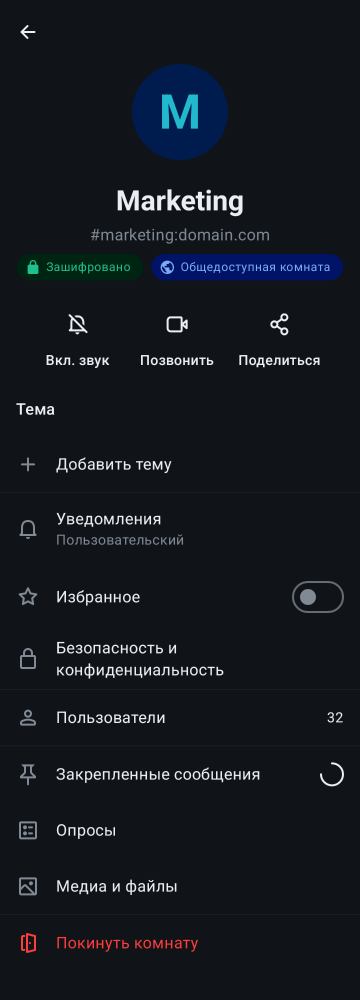 M
Marketing
#marketing:domain.com
Зашифровано
Общедоступная комната
Вкл. звук
Позвонить
Поделиться
Тема
Добавить тему
Уведомления
Пользовательский
Избранное
Безопасность и
конфиденциальность
Пользователи 32
Закрепленные сообщения
Опросы
Медиа и файлы
Покинуть комнату